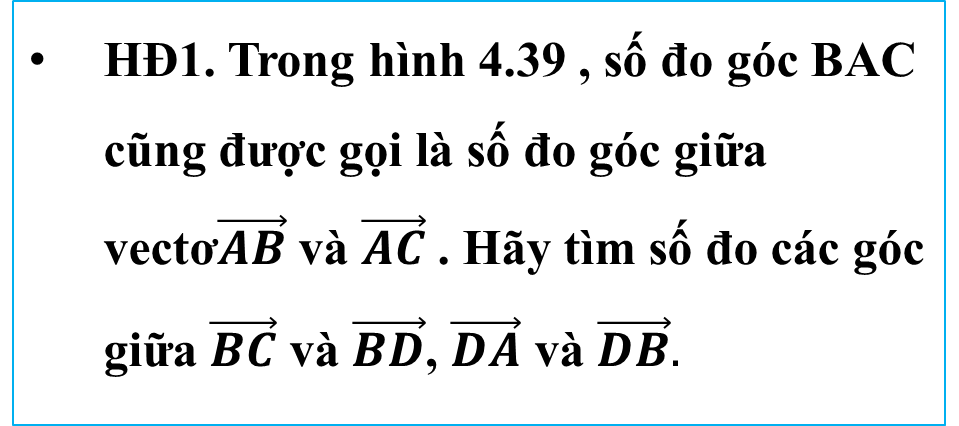 • HĐ1. Trong hình 4.39 , số đo góc BAC
cũng được gọi là số đo góc giữa
vectơ$\overrightarrow{AB}$ và $\overrightarrow{AC}$ . Hãy tìm số đo các góc
giữa $\overrightarrow{BC}$ và $\overrightarrow{BD}$, $\overrightarrow{DA}$ và $\overrightarrow{DB}$.